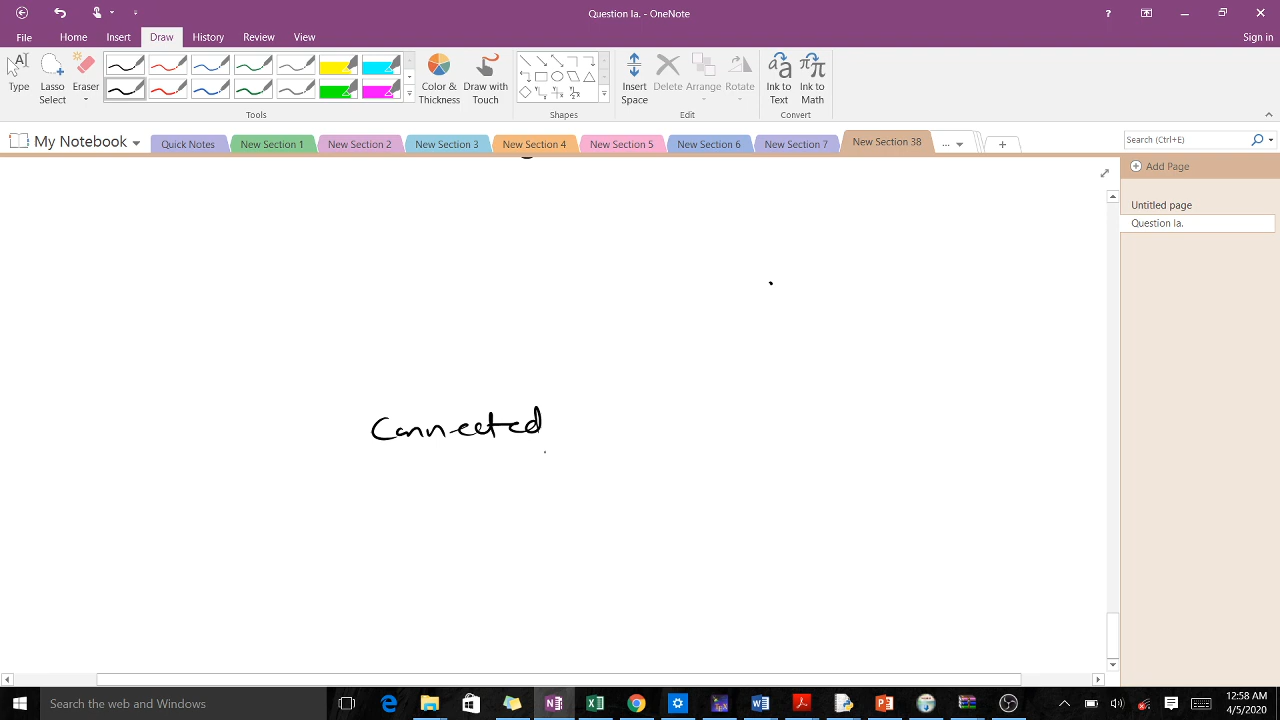 Question Ia. - OneNote
?
File
Home
Insert
Draw
History
Review
View
Sign in
Type
Lasso
Select
Eraser
Color &
Thickness
Draw with
Touch
Insert
Space
Delete
Arrange
Rotate
Ink to
Text
Ink to
Math
Tools
Shapes
Edit
Convert
My Notebook
Quick Notes
New Section 1
New Section 2
New Section 3
New Section 4
New Section 5
New Section 6
New Section 7
New Section 38
...
Search (Ctrl+E)
Add Page
Untitled page
Question Ia.
Connected
Search the web and Windows
12:58 AM
4/5/2020